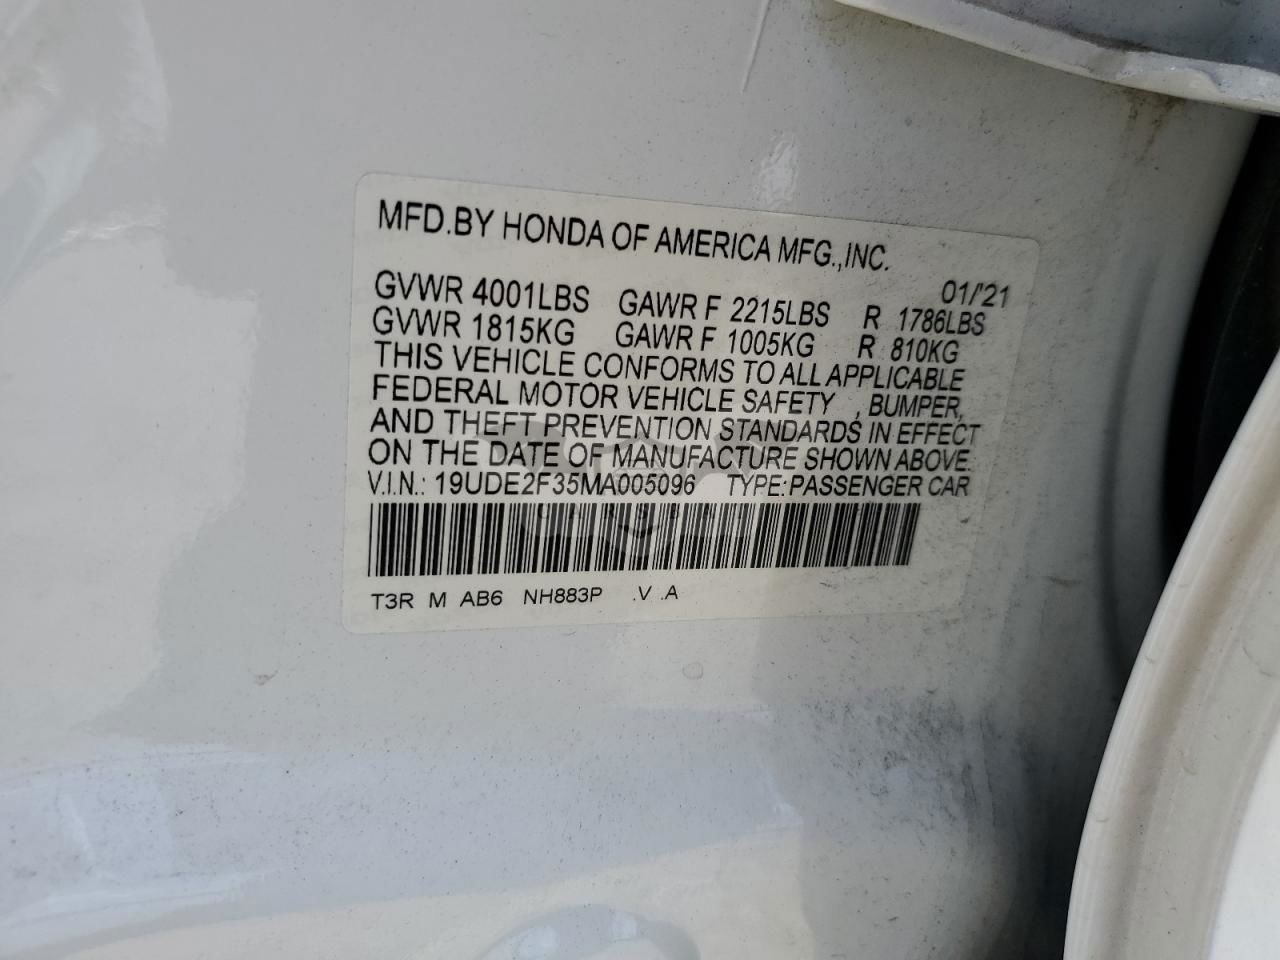 MFD.BY HONDA OF AMERICA MFG.,INC.
01/'21
GVWR 4001LBS GAWR F 2215LBS R 1786LBS
GVWR 1815KG GAWR F 1005KG R 810KG
THIS VEHICLE CONFORMS TO ALL APPLICABLE
FEDERAL MOTOR VEHICLE SAFETY , BUMPER,
AND THEFT PREVENTION STANDARDS IN EFFECT
ON THE DATE OF MANUFACTURE SHOWN ABOVE.
V.I.N.: 19UDE2F35MA005096 TYPE:PASSENGER CAR
T3R M AB6 NH883P .V .A